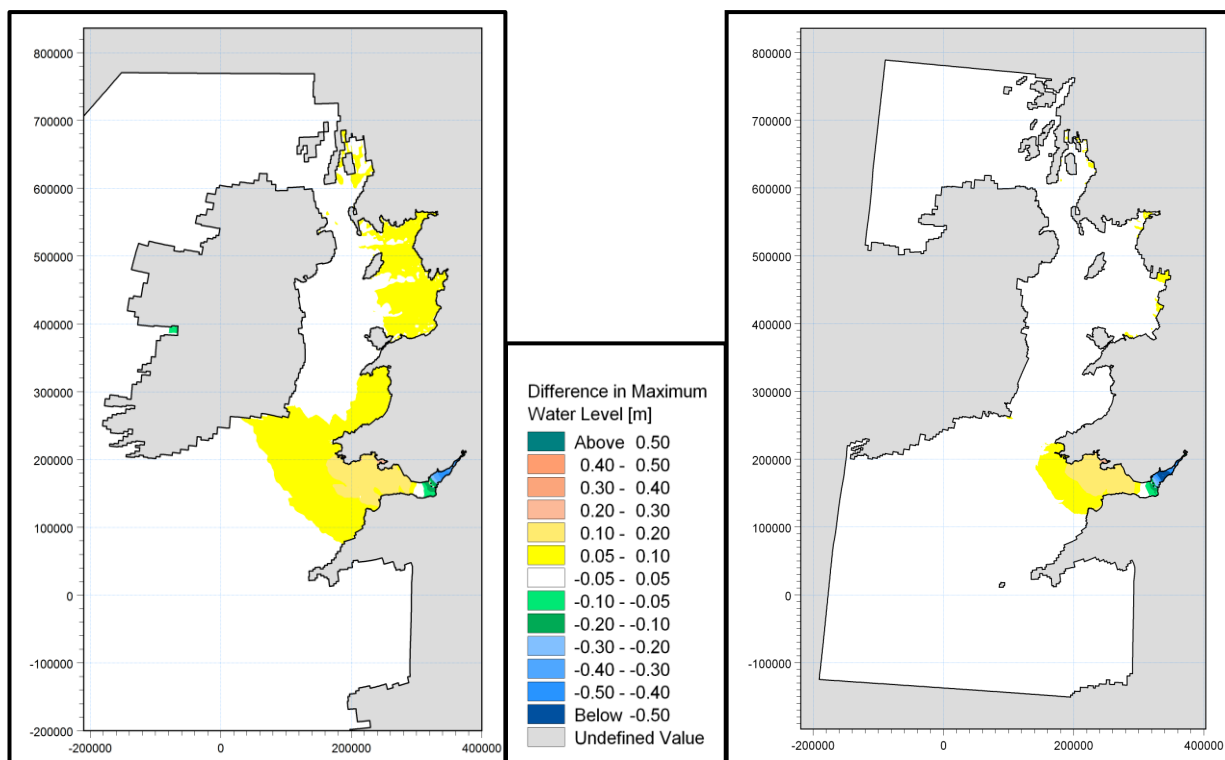 800000
700000
600000
500000
400000
300000
200000
100000
0
-100000
-200000
-200000 0 200000 400000
Difference in Maximum
Water Level [m]
Above 0.50
0.40 - 0.50
0.30 - 0.40
0.20 - 0.30
0.10 - 0.20
0.05 - 0.10
-0.05 - 0.05
-0.10 - -0.05
-0.20 - -0.10
-0.30 - -0.20
-0.40 - -0.30
-0.50 - -0.40
Below -0.50
Undefined Value
800000
700000
600000
500000
400000
300000
200000
100000
0
-100000
-200000 0 200000 400000